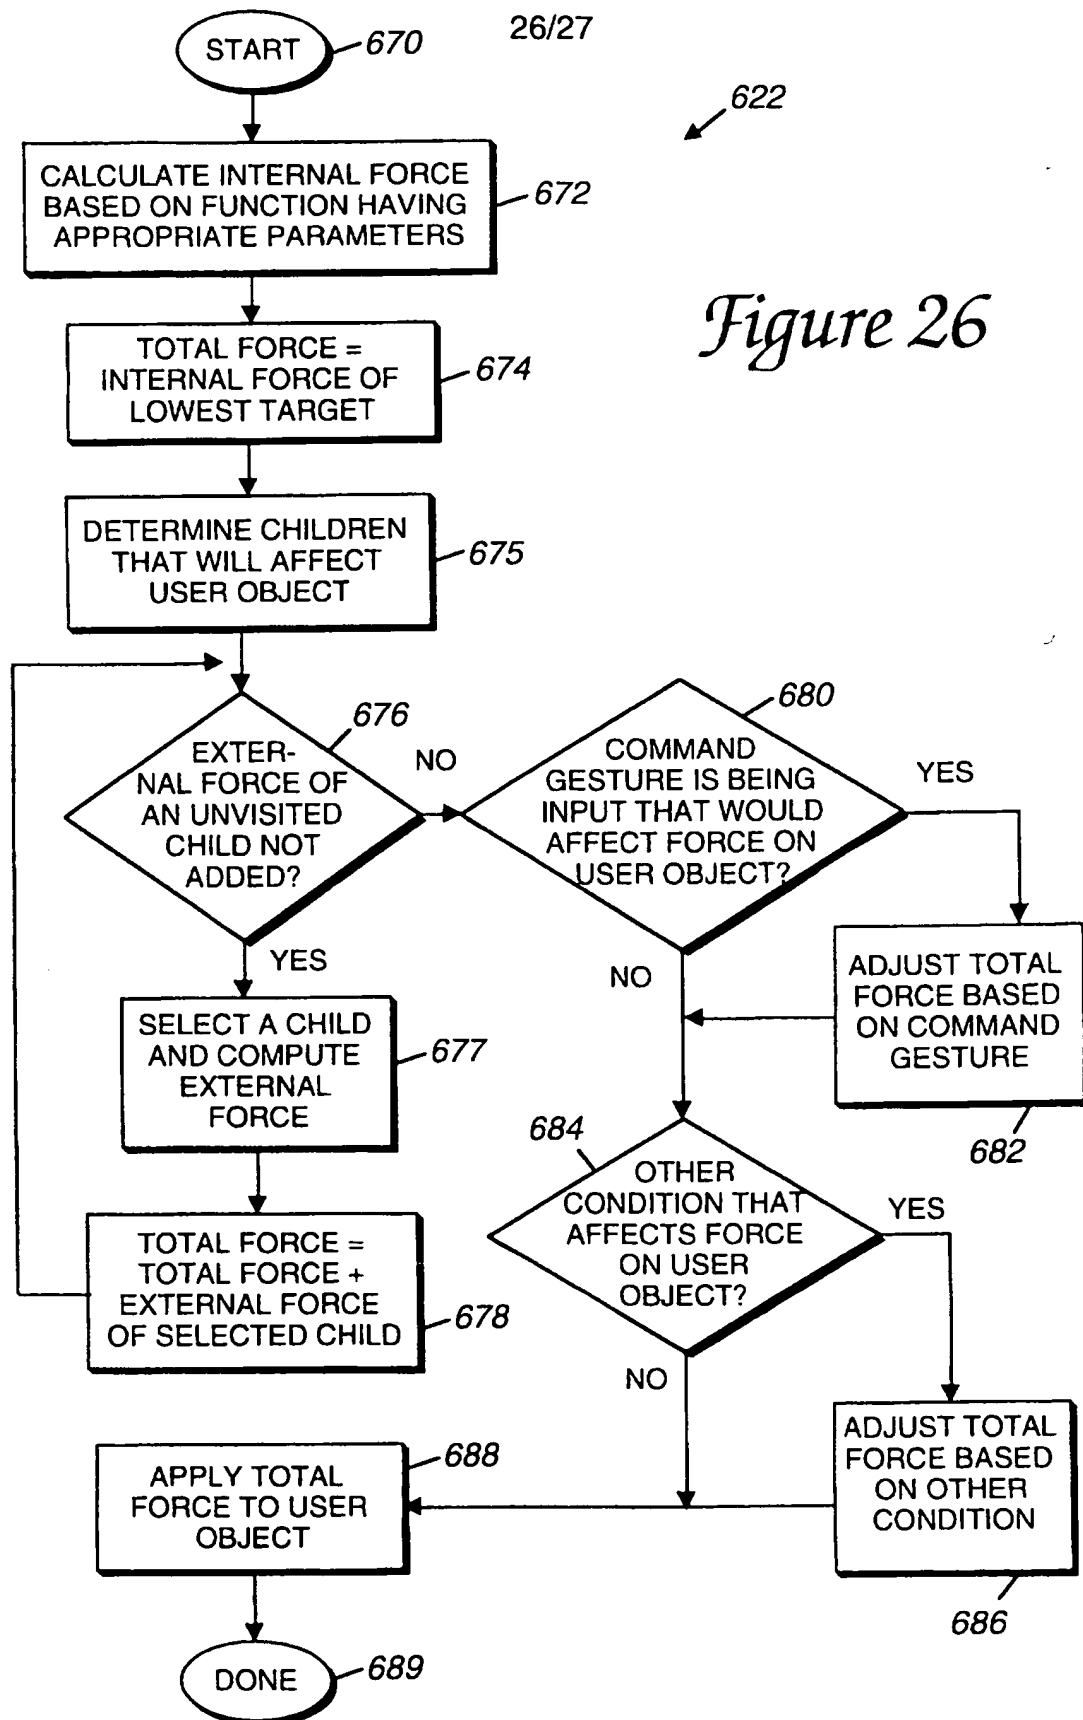 26/27
START
670
622
CALCULATE INTERNAL FORCE
BASED ON FUNCTION HAVING
APPROPRIATE PARAMETERS
672
Figure 26
TOTAL FORCE =
INTERNAL FORCE OF
LOWEST TARGET
674
DETERMINE CHILDREN
THAT WILL AFFECT
USER OBJECT
675
EXTER-
NAL FORCE OF
AN UNVISITED
CHILD NOT
ADDED?
676
NO
YES
COMMAND
GESTURE IS BEING
INPUT THAT WOULD
AFFECT FORCE ON
USER OBJECT?
680
YES
NO
SELECT A CHILD
AND COMPUTE
EXTERNAL
FORCE
677
ADJUST TOTAL
FORCE BASED
ON COMMAND
GESTURE
682
TOTAL FORCE =
TOTAL FORCE +
EXTERNAL FORCE
OF SELECTED CHILD
678
684
OTHER
CONDITION THAT
AFFECTS FORCE
ON USER
OBJECT?
YES
NO
ADJUST TOTAL
FORCE BASED
ON OTHER
CONDITION
686
APPLY TOTAL
FORCE TO USER
OBJECT
688
DONE
689